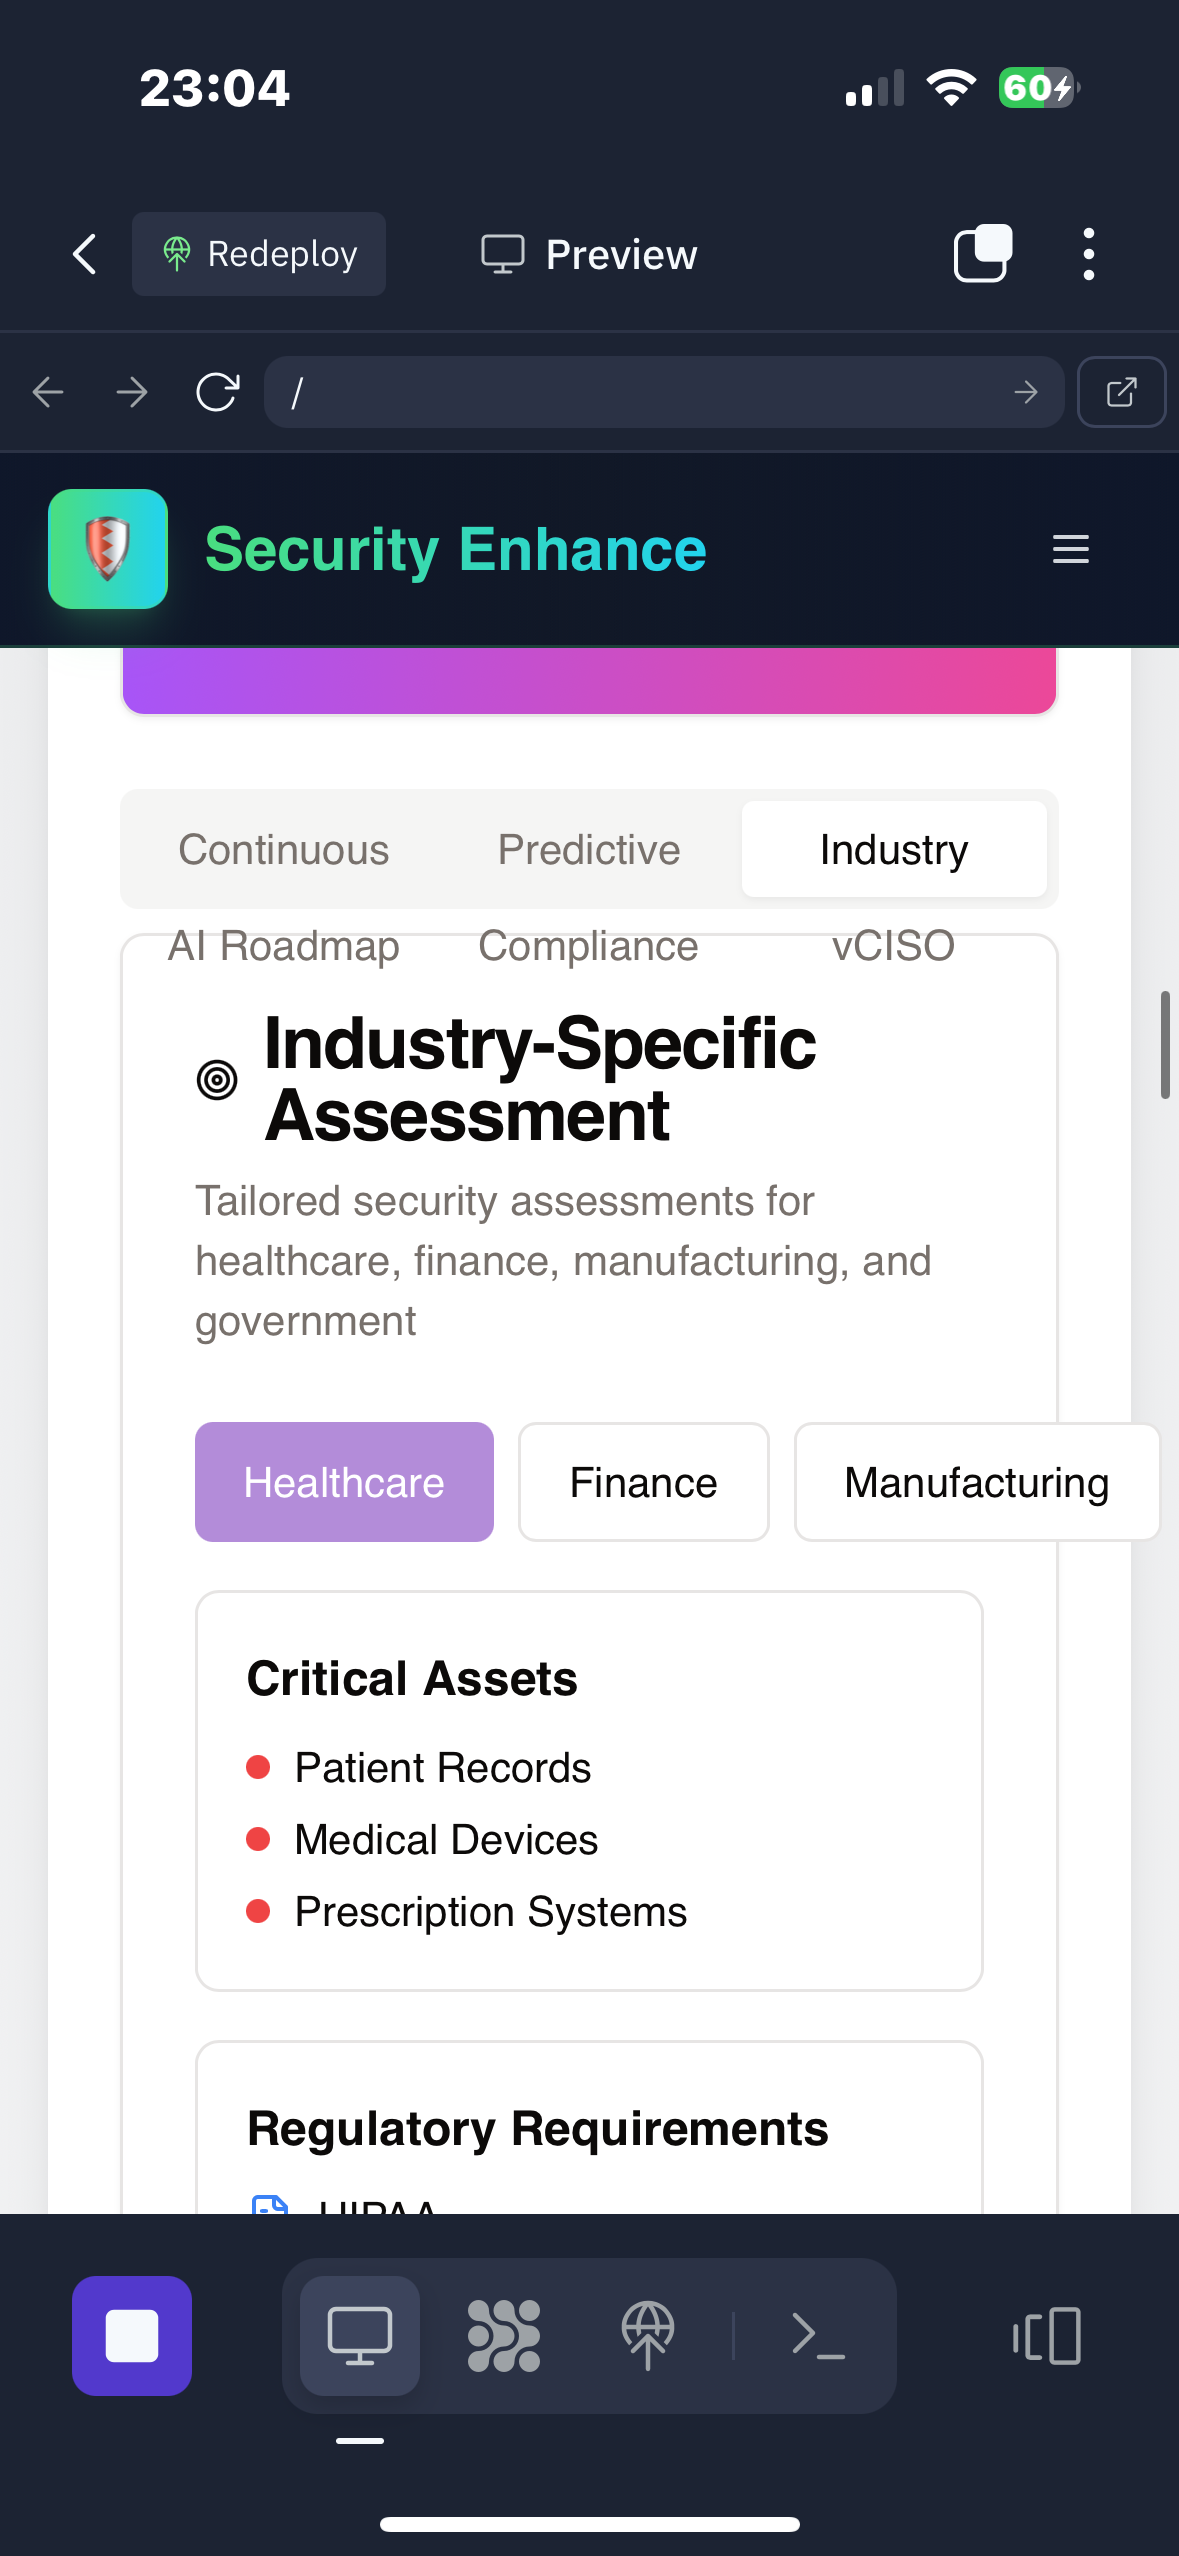 23:04
60
Redeploy
Preview
/
Security Enhance
Continuous Predictive Industry
AI Roadmap Compliance vCISO
Industry-Specific
Assessment
Tailored security assessments for
healthcare, finance, manufacturing, and
government
Healthcare Finance Manufacturing
Critical Assets
Patient Records
Medical Devices
Prescription Systems
Regulatory Requirements
HIPAA